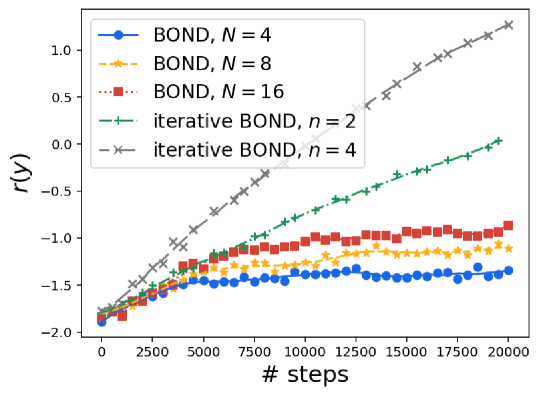 BOND, N = 4
BOND, N = 8
BOND, N = 16
iterative BOND, n = 2
iterative BOND, n = 4
r(y)
1.0
0.5
0.0
−0.5
−1.0
−1.5
−2.0
0 2500 5000 7500 10000 12500 15000 17500 20000
# steps